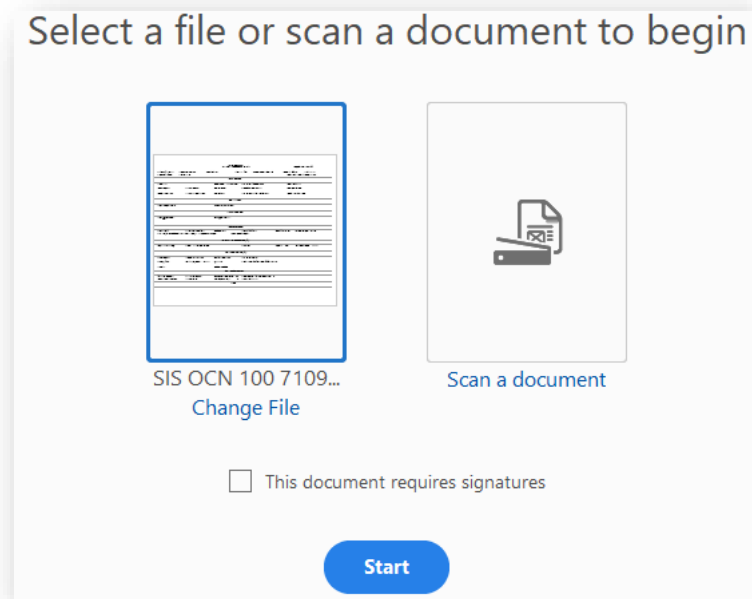 Select a file or scan a document to begin
SIS OCN 100 7109...
Change File
Scan a document
This document requires signatures
Start